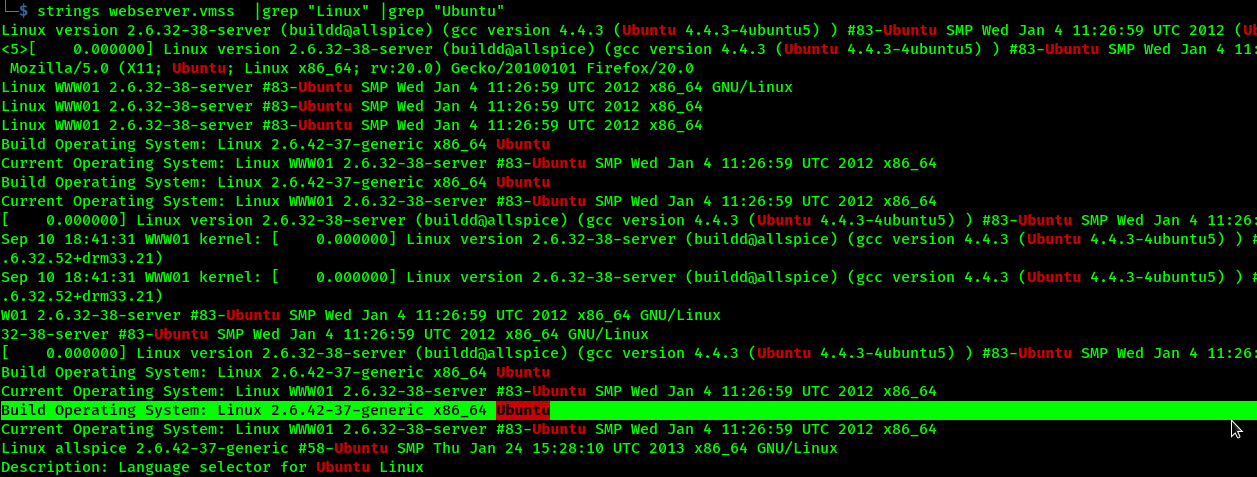 └─$ strings webserver.vmss |grep "Linux" |grep "Ubuntu"
Linux version 2.6.32-38-server (buildd@allspice) (gcc version 4.4.3 (Ubuntu 4.4.3-4ubuntu5) ) #83-Ubuntu SMP Wed Jan 4 11:26:59 UTC 2012 (Ub
<5>[    0.000000] Linux version 2.6.32-38-server (buildd@allspice) (gcc version 4.4.3 (Ubuntu 4.4.3-4ubuntu5) ) #83-Ubuntu SMP Wed Jan 4 11:
Mozilla/5.0 (X11; Ubuntu; Linux x86_64; rv:20.0) Gecko/20100101 Firefox/20.0
Linux WWW01 2.6.32-38-server #83-Ubuntu SMP Wed Jan 4 11:26:59 UTC 2012 x86_64 GNU/Linux
Linux WWW01 2.6.32-38-server #83-Ubuntu SMP Wed Jan 4 11:26:59 UTC 2012 x86_64
Linux WWW01 2.6.32-38-server #83-Ubuntu SMP Wed Jan 4 11:26:59 UTC 2012 x86_64
Build Operating System: Linux 2.6.42-37-generic x86_64 Ubuntu
Current Operating System: Linux WWW01 2.6.32-38-server #83-Ubuntu SMP Wed Jan 4 11:26:59 UTC 2012 x86_64
Build Operating System: Linux 2.6.42-37-generic x86_64 Ubuntu
Current Operating System: Linux WWW01 2.6.32-38-server #83-Ubuntu SMP Wed Jan 4 11:26:59 UTC 2012 x86_64
[    0.000000] Linux version 2.6.32-38-server (buildd@allspice) (gcc version 4.4.3 (Ubuntu 4.4.3-4ubuntu5) ) #83-Ubuntu SMP Wed Jan 4 11:26:
Sep 10 18:41:31 WWW01 kernel: [    0.000000] Linux version 2.6.32-38-server (buildd@allspice) (gcc version 4.4.3 (Ubuntu 4.4.3-4ubuntu5) ) #
.6.32.52+drm33.21)
Sep 10 18:41:31 WWW01 kernel: [    0.000000] Linux version 2.6.32-38-server (buildd@allspice) (gcc version 4.4.3 (Ubuntu 4.4.3-4ubuntu5) ) #
.6.32.52+drm33.21)
W01 2.6.32-38-server #83-Ubuntu SMP Wed Jan 4 11:26:59 UTC 2012 x86_64 GNU/Linux
32-38-server #83-Ubuntu SMP Wed Jan 4 11:26:59 UTC 2012 x86_64 GNU/Linux
[    0.000000] Linux version 2.6.32-38-server (buildd@allspice) (gcc version 4.4.3 (Ubuntu 4.4.3-4ubuntu5) ) #83-Ubuntu SMP Wed Jan 4 11:26:
Build Operating System: Linux 2.6.42-37-generic x86_64 Ubuntu
Current Operating System: Linux WWW01 2.6.32-38-server #83-Ubuntu SMP Wed Jan 4 11:26:59 UTC 2012 x86_64
Build Operating System: Linux 2.6.42-37-generic x86_64 Ubuntu
Current Operating System: Linux WWW01 2.6.32-38-server #83-Ubuntu SMP Wed Jan 4 11:26:59 UTC 2012 x86_64
Linux allspice 2.6.42-37-generic #58-Ubuntu SMP Thu Jan 24 15:28:10 UTC 2013 x86_64 GNU/Linux
Description: Language selector for Ubuntu Linux